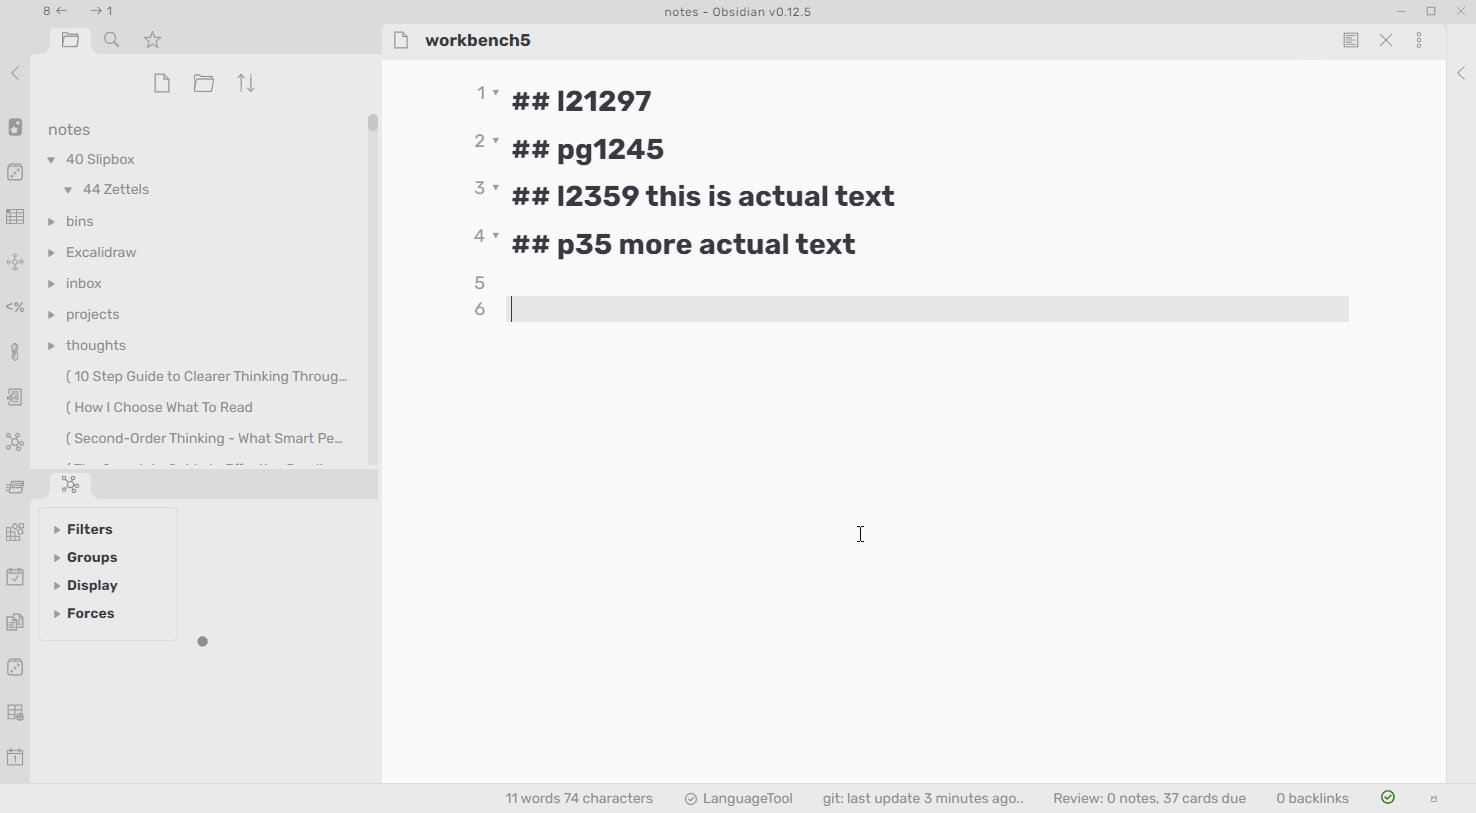 8 ← → 1
notes - Obsidian v0.12.5
workbench5
notes
40 Slipbox
44 Zettels
bins
Excalidraw
inbox
projects
thoughts
( 10 Step Guide to Clearer Thinking Throug...
( How I Choose What To Read
( Second-Order Thinking - What Smart Pe...
Filters
Groups
Display
Forces
<%
1
1 ## l21297
2 ## pg1245
3 ## l2359 this is actual text
4 ## p35 more actual text
5
6
11 words 74 characters
LanguageTool
git: last update 3 minutes ago..
Review: 0 notes, 37 cards due
0 backlinks